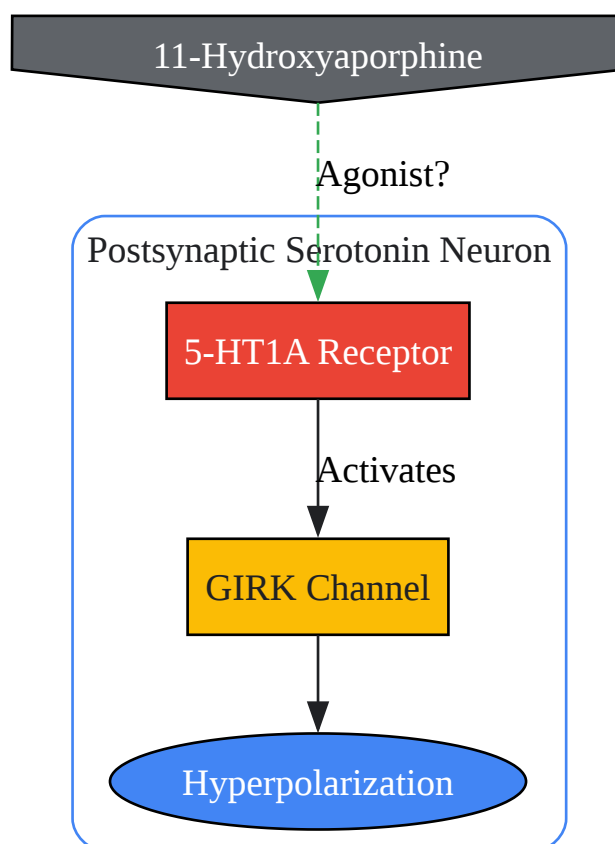 11-Hydroxyaporphine
Agonist?
Postsynaptic Serotonin Neuron
5-HT1A Receptor
Activates
GIRK Channel
Hyperpolarization